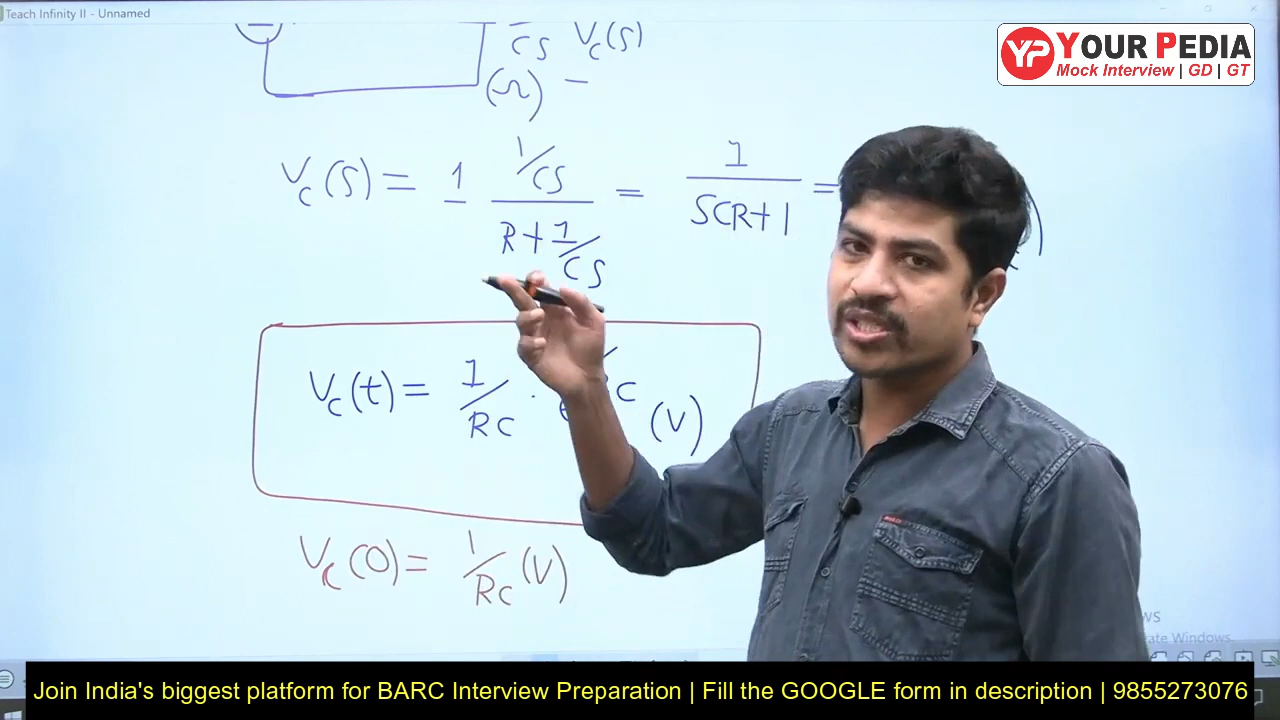 Teach Infinity II - Unnamed
YOUR PEDIA
YP
Mock Interview | GD | GT
CS Vc(s)
(Ω) −
Vc(s) = 1 1/CS / R + 1/CS = 1 / SCR+1 =
Vc(t) = 1/RC · e RC (V)
Vc(0) = 1/RC (V)
Join India's biggest platform for BARC Interview Preparation | Fill the GOOGLE form in description | 9855273076